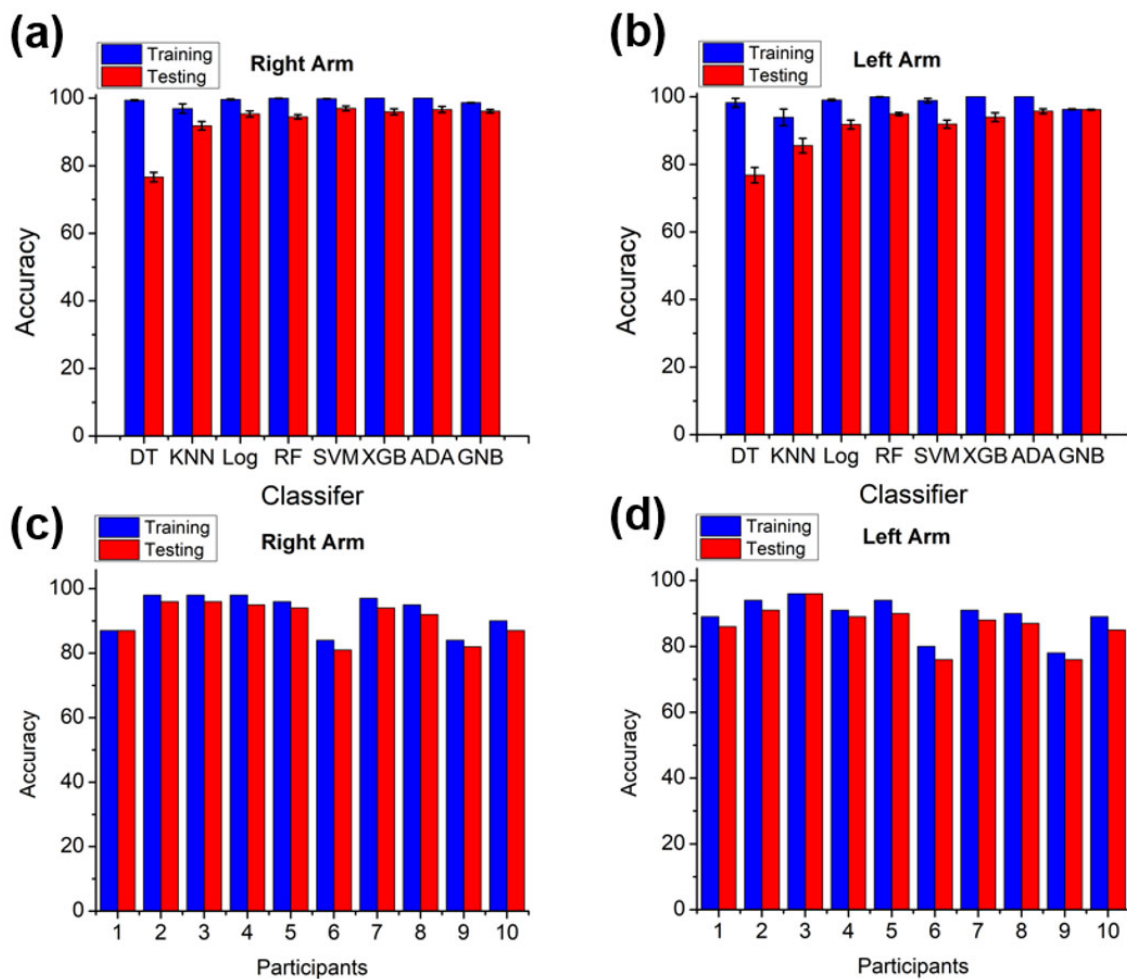 (a)
Training
Testing
Right Arm
100
80
60
40
20
0
Accuracy
DT KNN Log RF SVM XGB ADA GNB
Classifer
(b)
Training
Testing
Left Arm
100
80
60
40
20
0
Accuracy
DT KNN Log RF SVM XGB ADA GNB
Classifier
(c)
Training
Testing
Right Arm
100
80
60
40
20
0
Accuracy
1 2 3 4 5 6 7 8 9 10
Participants
(d)
Training
Testing
Left Arm
100
80
60
40
20
0
Accuracy
1 2 3 4 5 6 7 8 9 10
Participants